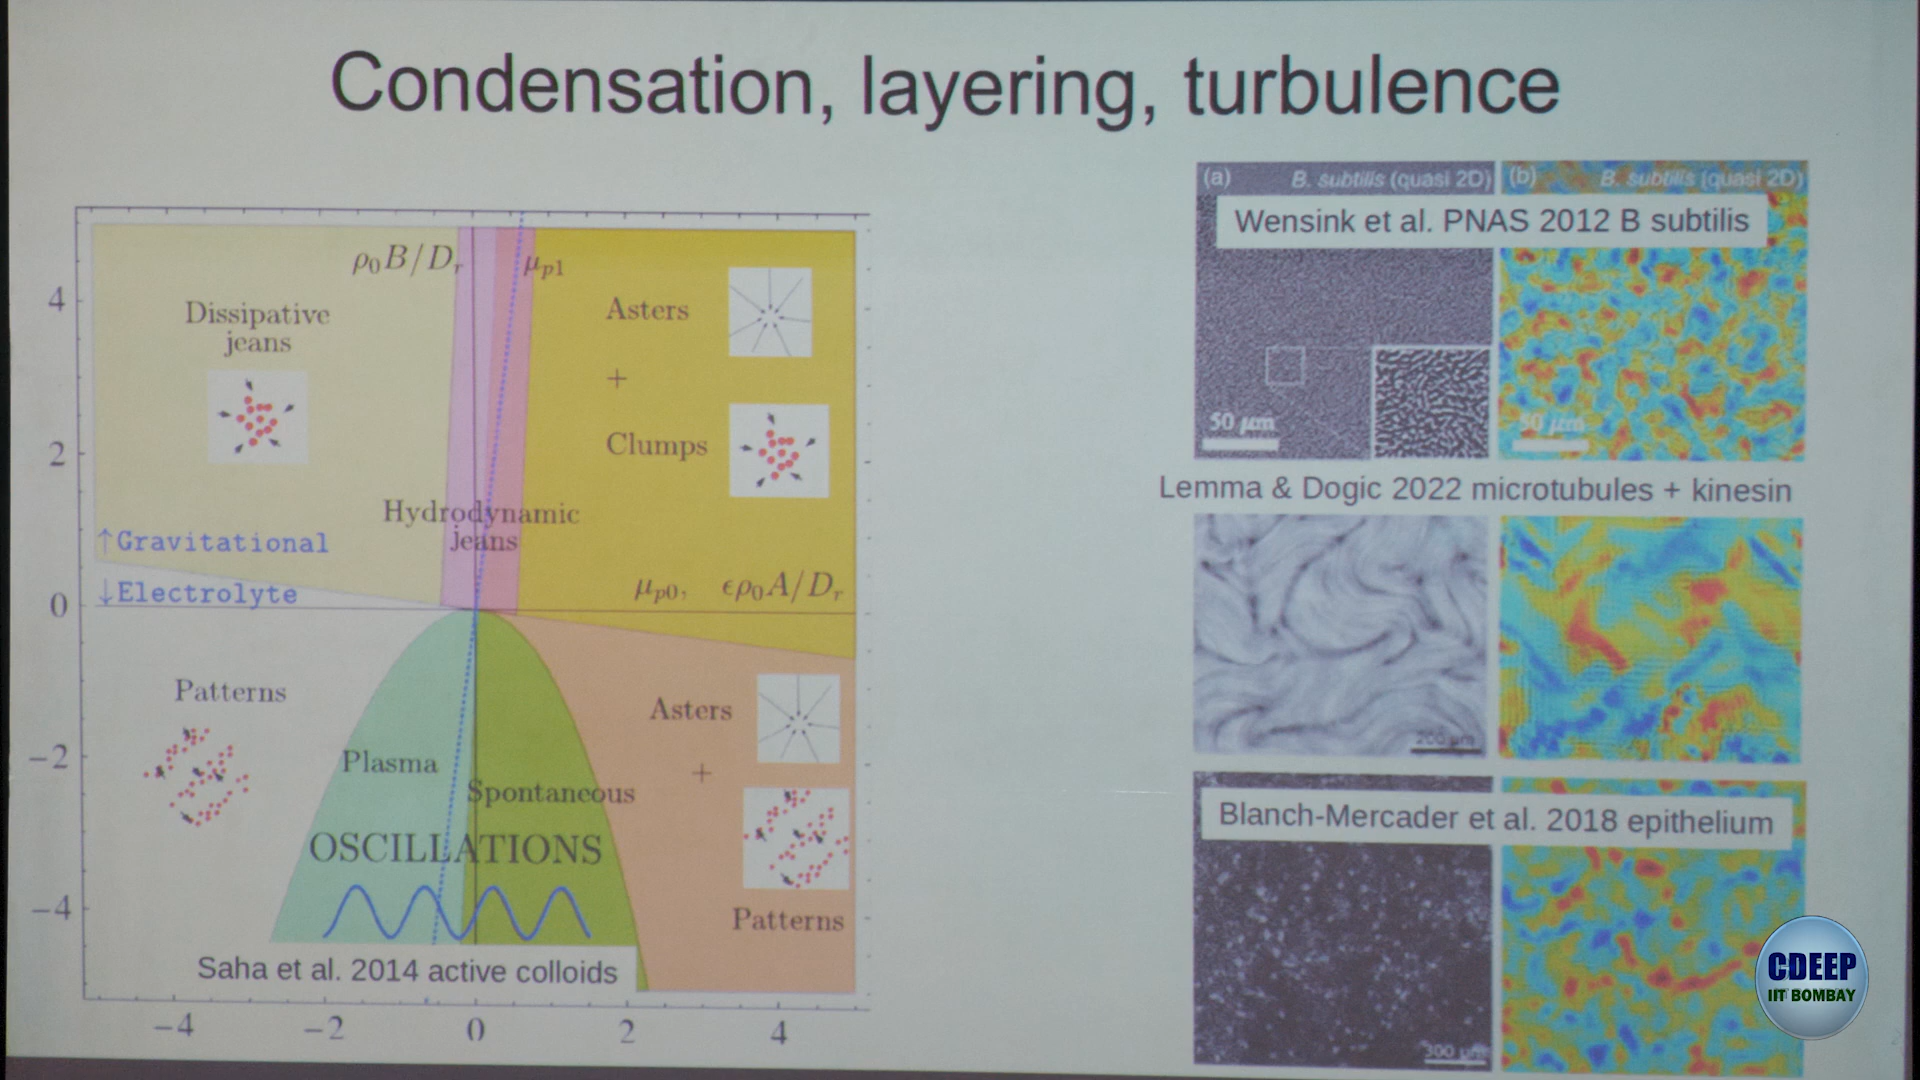 Condensation, layering, turbulence
ρ₀B/Dᵣ
μₚ₁
4
2
0
−2
−4
Dissipative
jeans
Asters
+
Clumps
Hydrodynamic
jeans
↑Gravitational
↓Electrolyte
μₚ₀, ϵρ₀A/Dᵣ
Patterns
Plasma
Spontaneous
OSCILLATIONS
Asters
+
Patterns
Saha et al. 2014 active colloids
−4 −2 0 2 4
(a) B. subtilis (quasi 2D)
(b) B. subtilis (quasi 2D)
Wensink et al. PNAS 2012 B subtilis
50 μm
50 μm
Lemma & Dogic 2022 microtubules + kinesin
200 μm
Blanch-Mercader et al. 2018 epithelium
300 μm
CDEEP
IIT BOMBAY